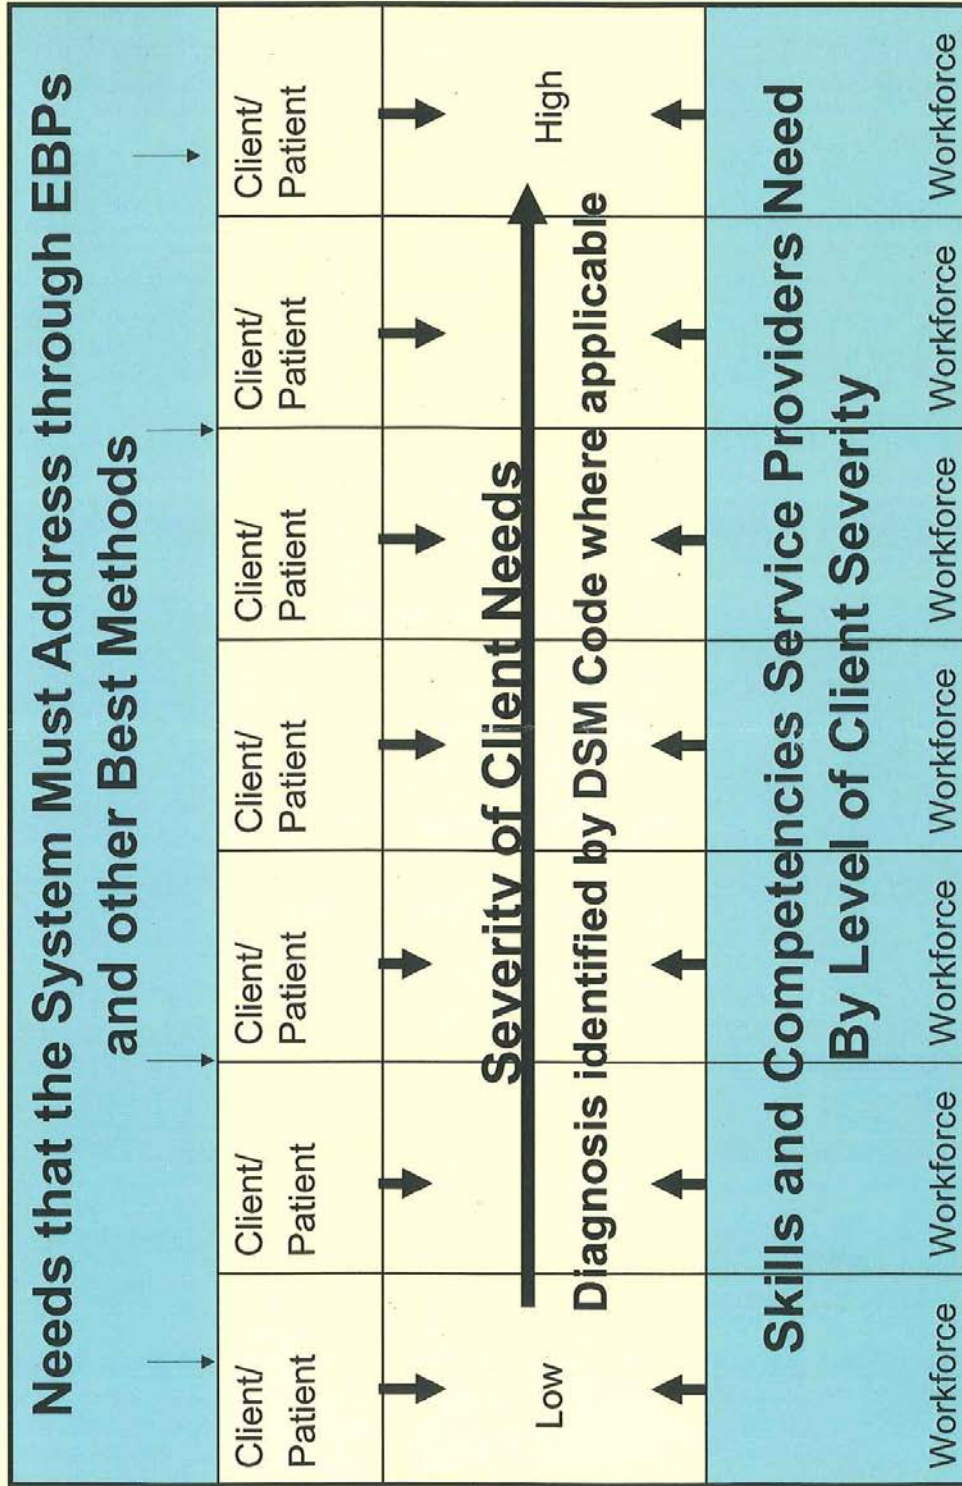 Needs that the System Must Address through EBPs
and other Best Methods
Client/
Patient
Client/
Patient
Client/
Patient
Client/
Patient
Client/
Patient
Client/
Patient
Client/
Patient
Severity of Client Needs
Low
High
Diagnosis identified by DSM Code where applicable
Skills and Competencies Service Providers Need
By Level of Client Severity
Workforce
Workforce
Workforce
Workforce
Workforce
Workforce
Workforce